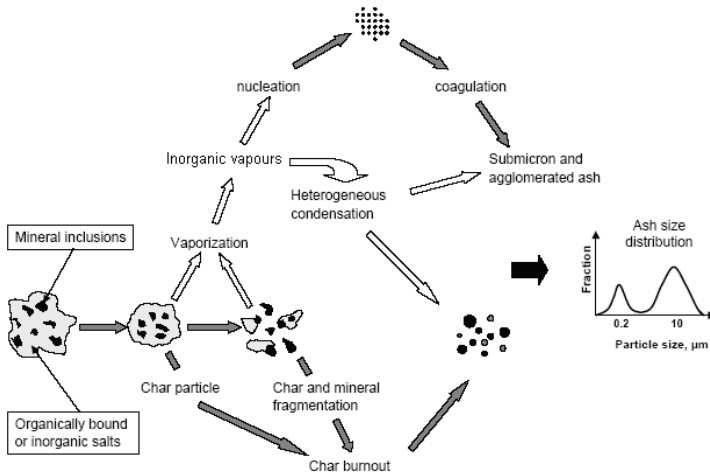 nucleation
coagulation
Inorganic vapours
Submicron and
agglomerated ash
Heterogeneous
condensation
Mineral inclusions
Vaporization
Ash size
distribution
Fraction
0.2
10
Particle size, µm
Char particle
Char and mineral
fragmentation
Organically bound
or inorganic salts
Char burnout